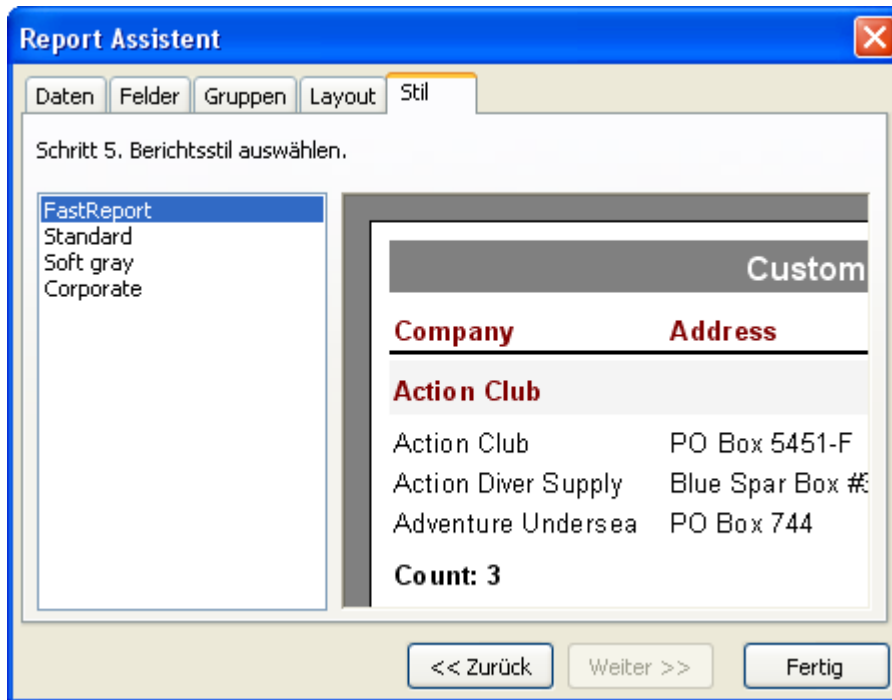 Report Assistent
Daten Felder Gruppen Layout Stil
Schritt 5. Berichtsstil auswählen.
FastReport
Standard
Soft gray
Corporate
Custom
Company Address
Action Club
Action Club PO Box 5451-F
Action Diver Supply Blue Spar Box #3
Adventure Undersea PO Box 744
Count: 3
<< Zurück Weiter >> Fertig